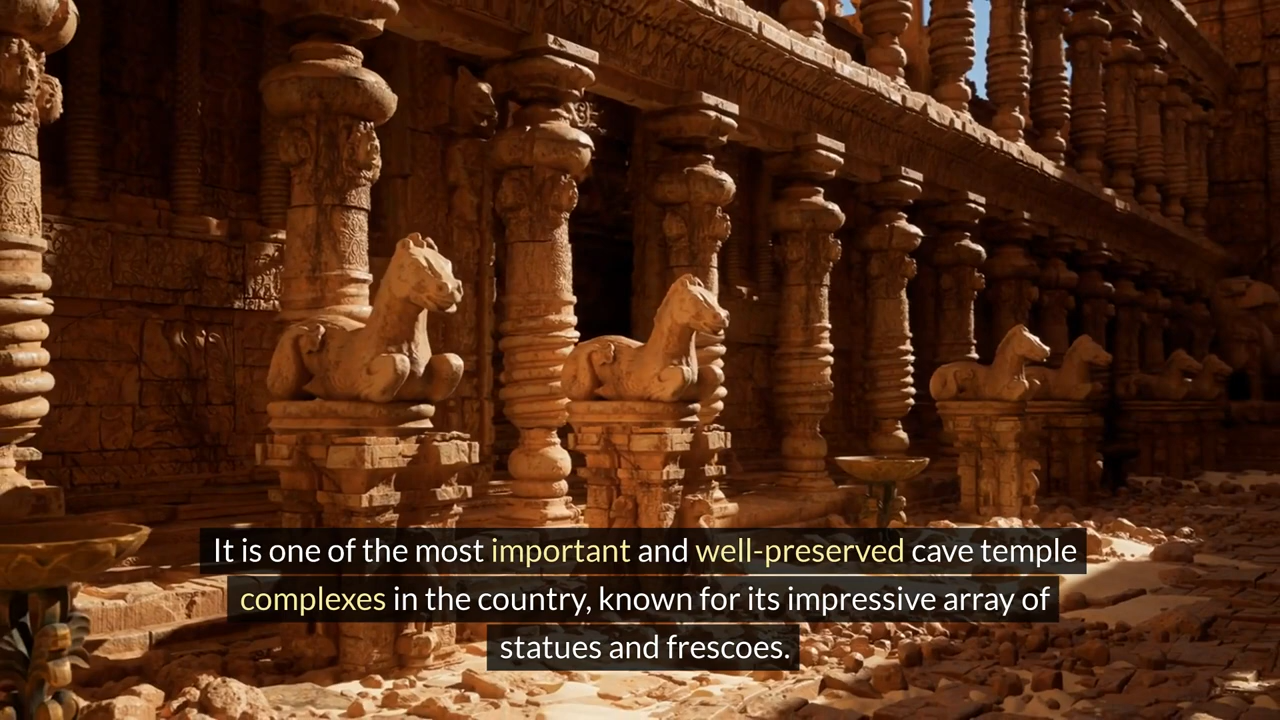 It is one of the most important and well-preserved cave temple
complexes in the country, known for its impressive array of
statues and frescoes.